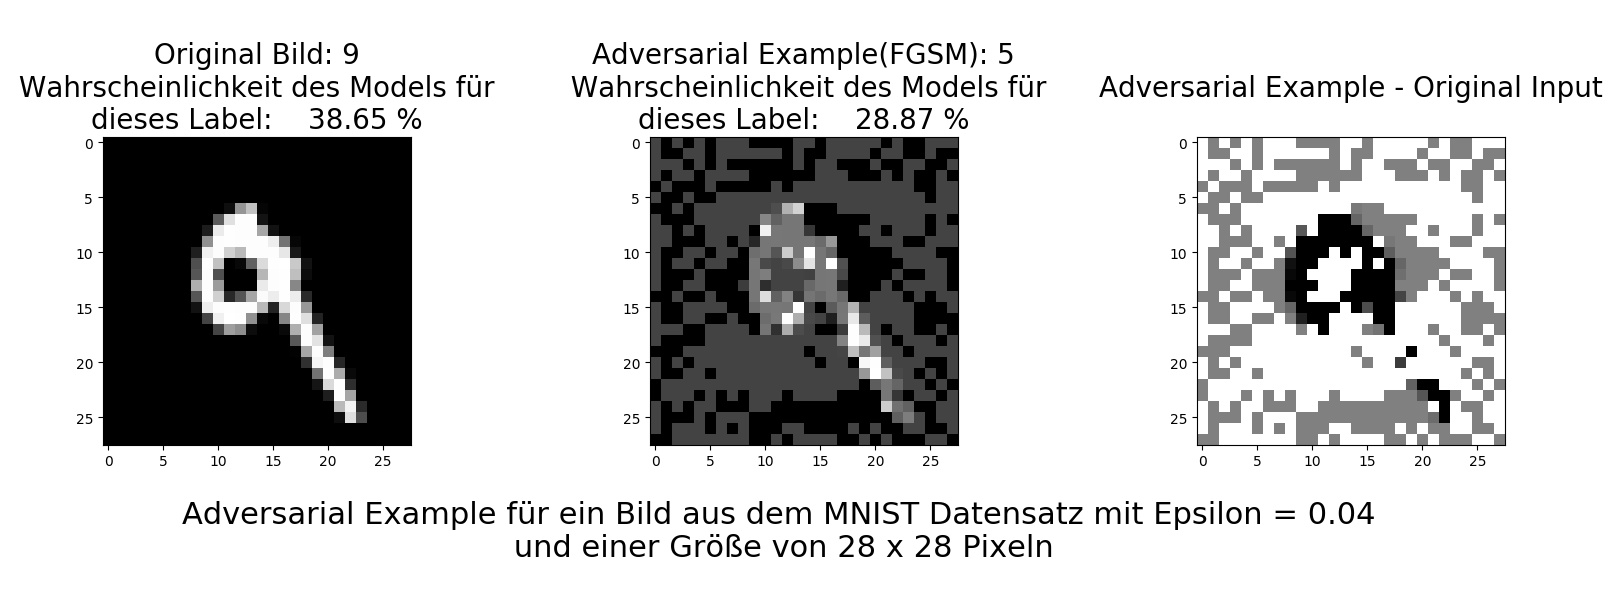 Original Bild: 9
Wahrscheinlichkeit des Models für
dieses Label:    38.65 %
0
5
10
15
20
25
0 5 10 15 20 25
Adversarial Example(FGSM): 5
Wahrscheinlichkeit des Models für
dieses Label:    28.87 %
0
5
10
15
20
25
0 5 10 15 20 25
Adversarial Example - Original Input
0
5
10
15
20
25
0 5 10 15 20 25
Adversarial Example für ein Bild aus dem MNIST Datensatz mit Epsilon = 0.04
und einer Größe von 28 x 28 Pixeln